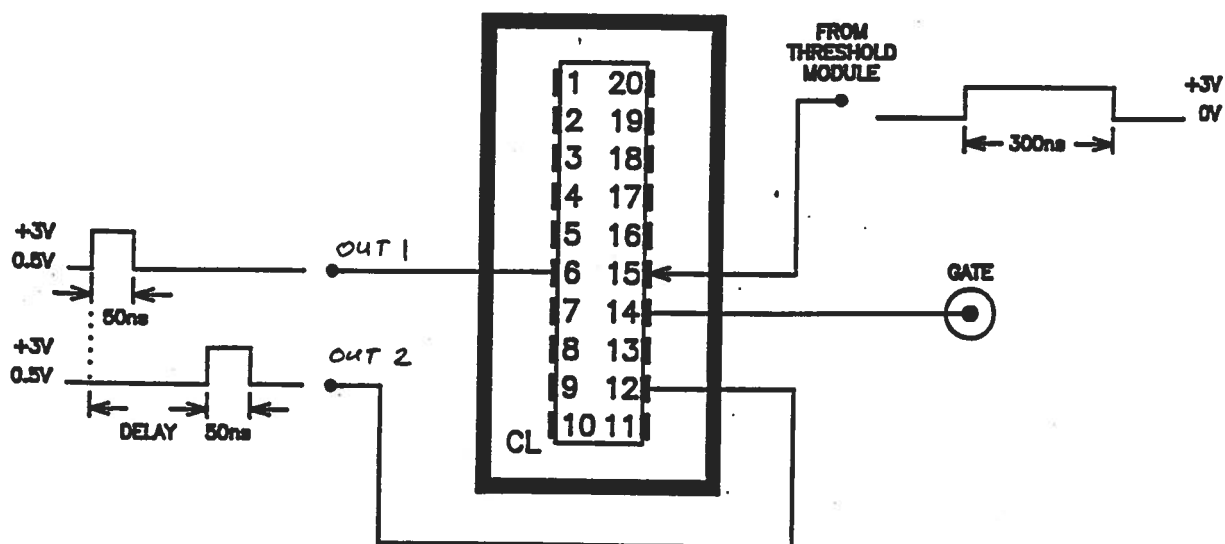 FROM
THRESHOLD
MODULE
+3V
0V
300ns
1 20
2 19
3 18
4 17
5 16
6 15
7 14
8 13
9 12
10 11
CL
+3V
0.5V
OUT 1
50ns
GATE
+3V
0.5V
OUT 2
DELAY
50ns